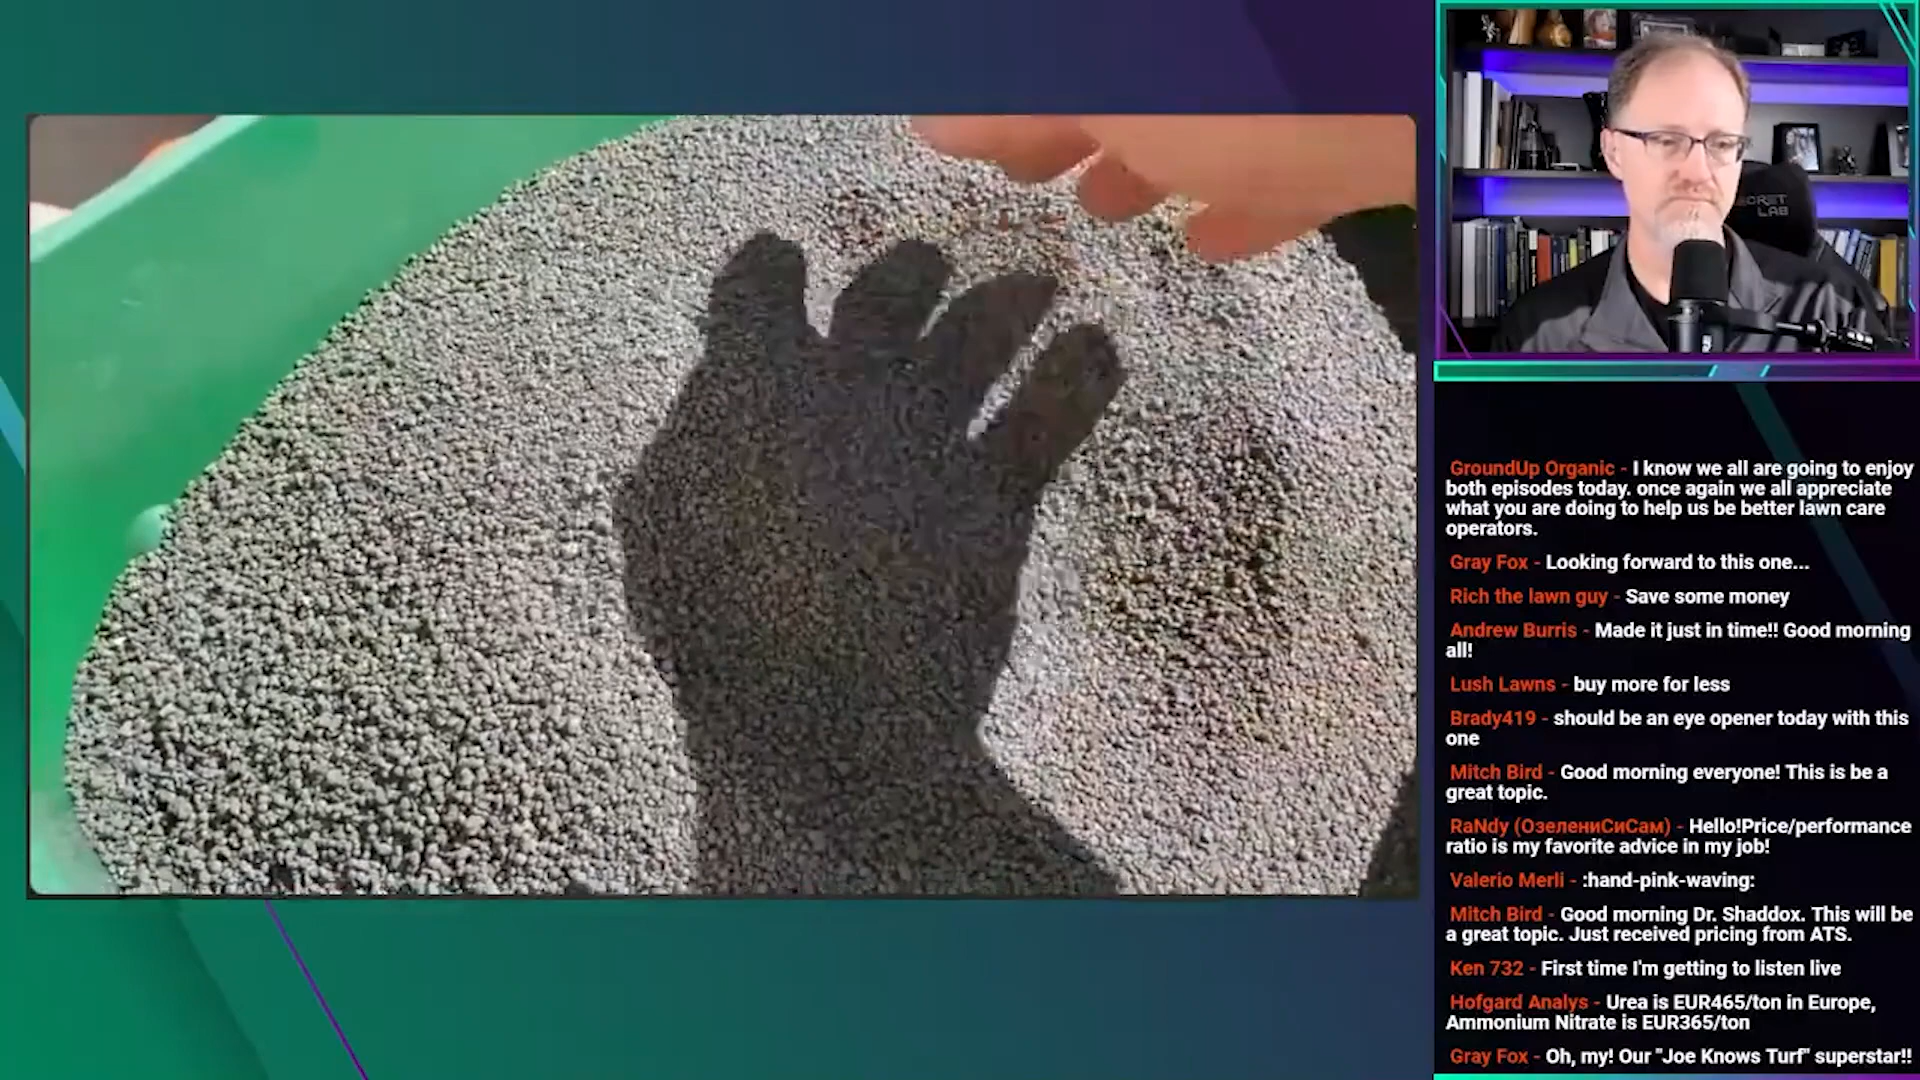 SECRET
LAB
GroundUp Organic - I know we all are going to enjoy
both episodes today. once again we all appreciate
what you are doing to help us be better lawn care
operators.
Gray Fox - Looking forward to this one...
Rich the lawn guy - Save some money
Andrew Burris - Made it just in time!! Good morning
all!
Lush Lawns - buy more for less
Brady419 - should be an eye opener today with this
one
Mitch Bird - Good morning everyone! This is be a
great topic.
RaNdy (ОзелениСиСам) - Hello!Price/performance
ratio is my favorite advice in my job!
Valerio Merli - :hand-pink-waving:
Mitch Bird - Good morning Dr. Shaddox. This will be
a great topic. Just received pricing from ATS.
Ken 732 - First time I'm getting to listen live
Hofgard Analys - Urea is EUR465/ton in Europe,
Ammonium Nitrate is EUR365/ton
Gray Fox - Oh, my! Our "Joe Knows Turf" superstar!!